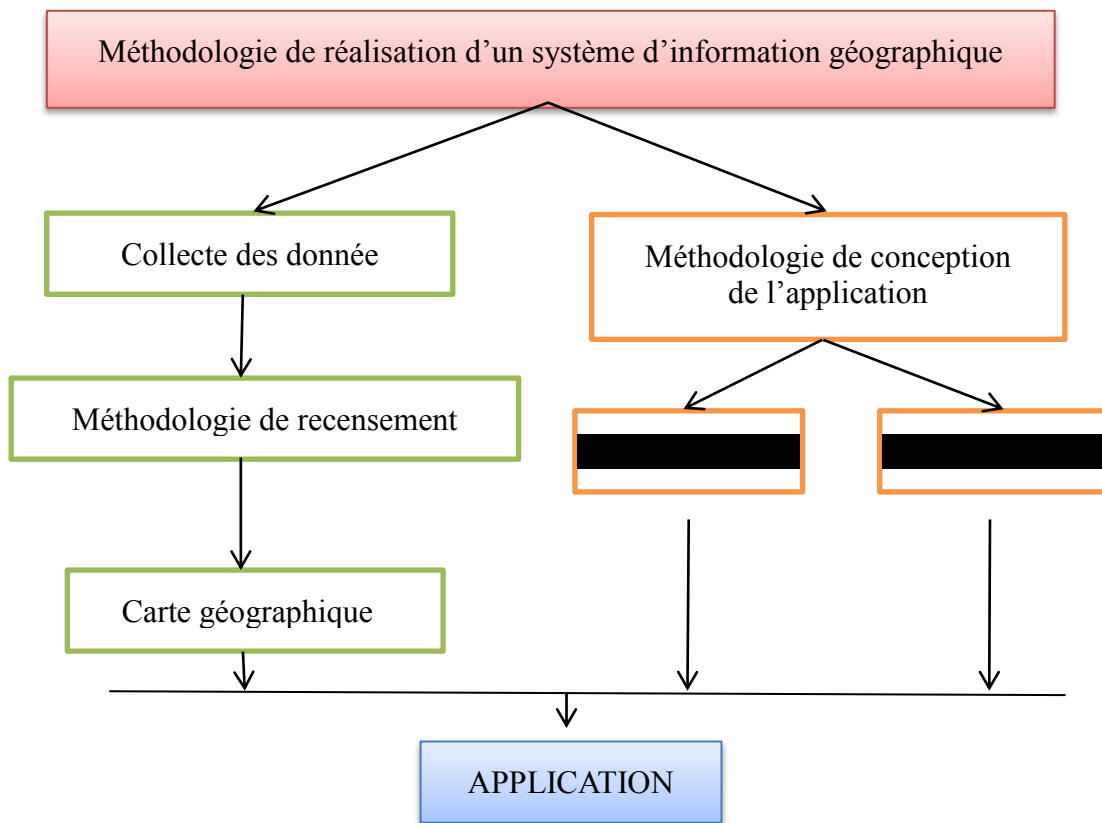 Méthodologie de réalisation d’un système d’information géographique
Collecte des donnée
Méthodologie de conception
de l’application
Méthodologie de recensement
Carte géographique
APPLICATION